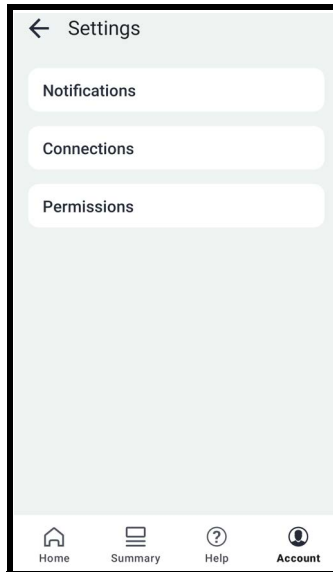 Settings
Notifications
Connections
Permissions
Home Summary Help Account